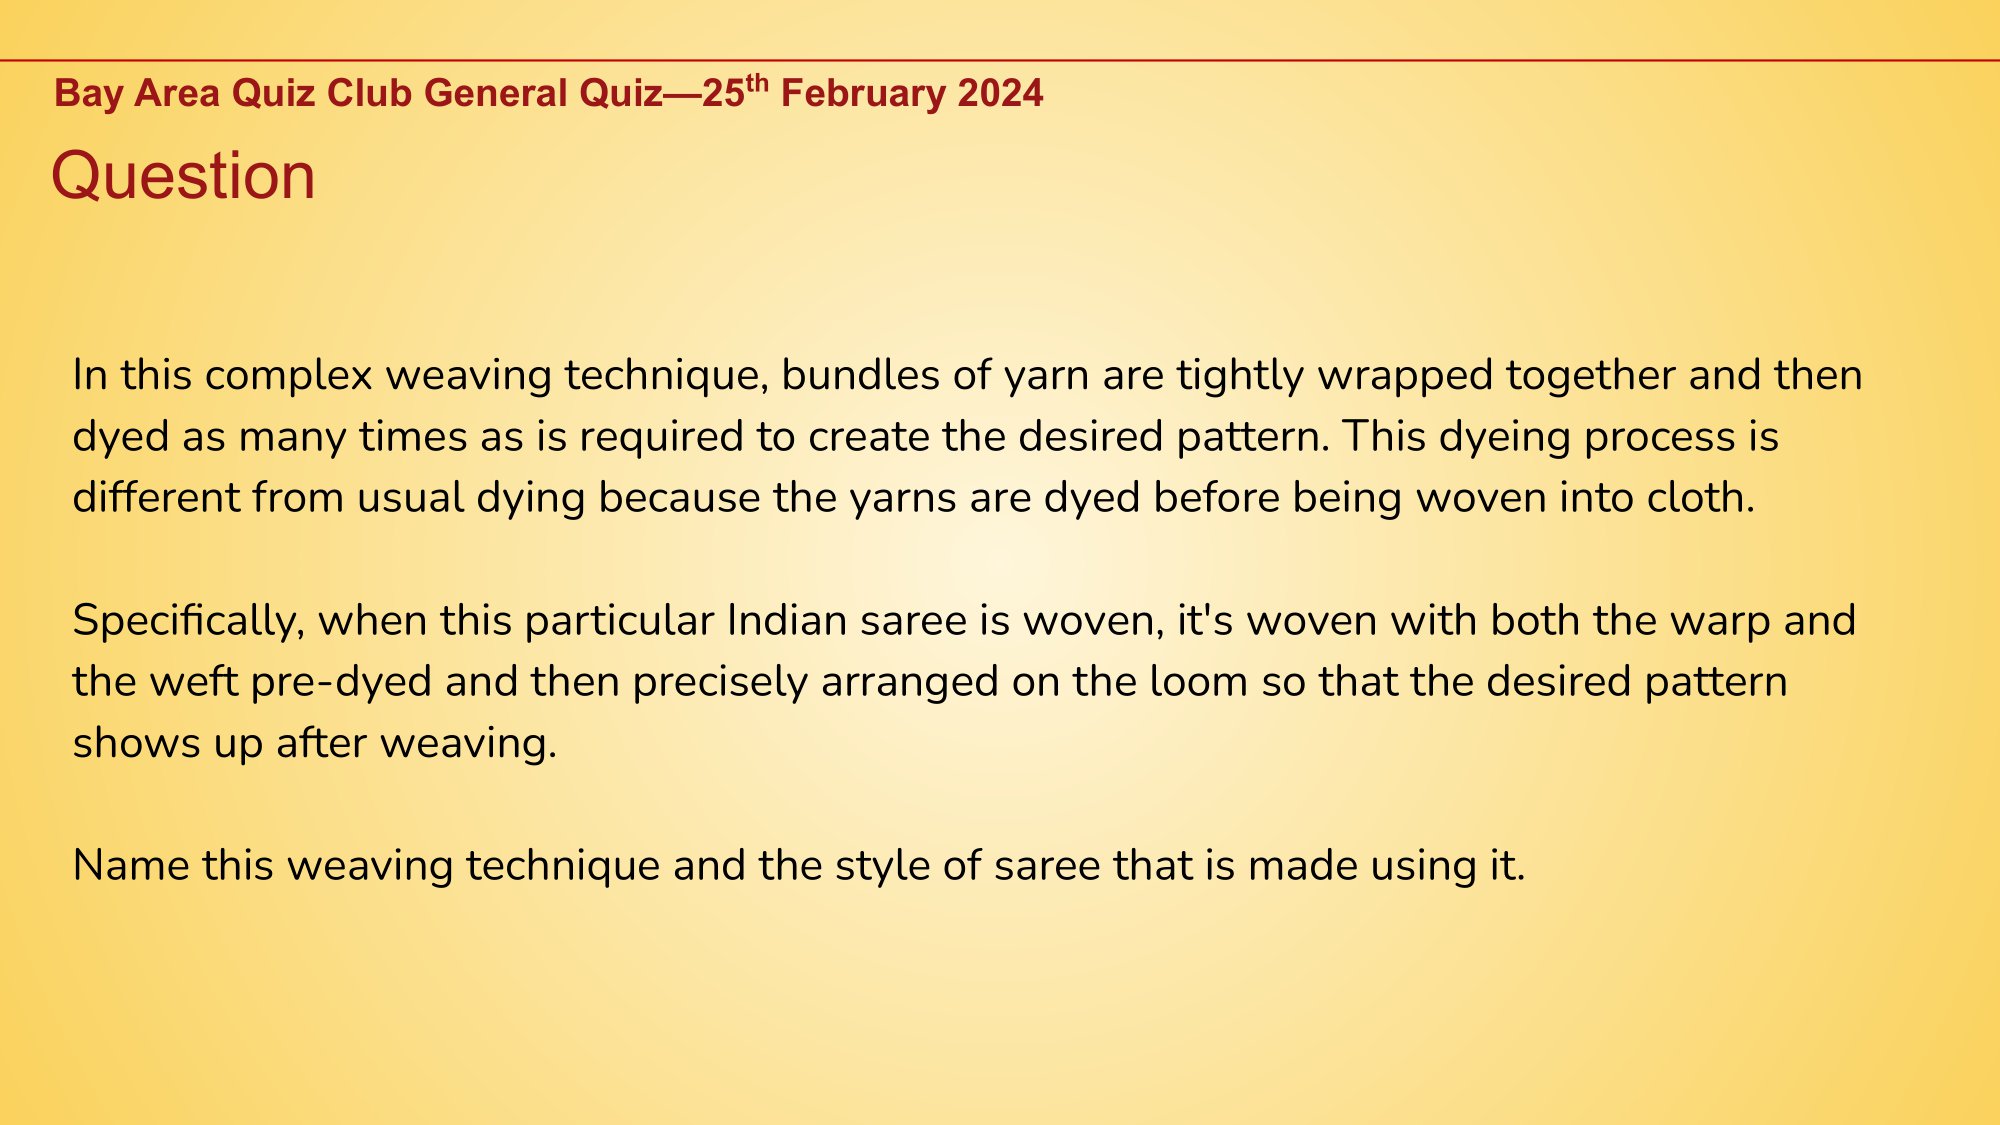 Bay Area Quiz Club General Quiz—25th February 2024
Question
In this complex weaving technique, bundles of yarn are tightly wrapped together and then
dyed as many times as is required to create the desired pattern. This dyeing process is
different from usual dying because the yarns are dyed before being woven into cloth.
Specifically, when this particular Indian saree is woven, it's woven with both the warp and
the weft pre-dyed and then precisely arranged on the loom so that the desired pattern
shows up after weaving.
Name this weaving technique and the style of saree that is made using it.